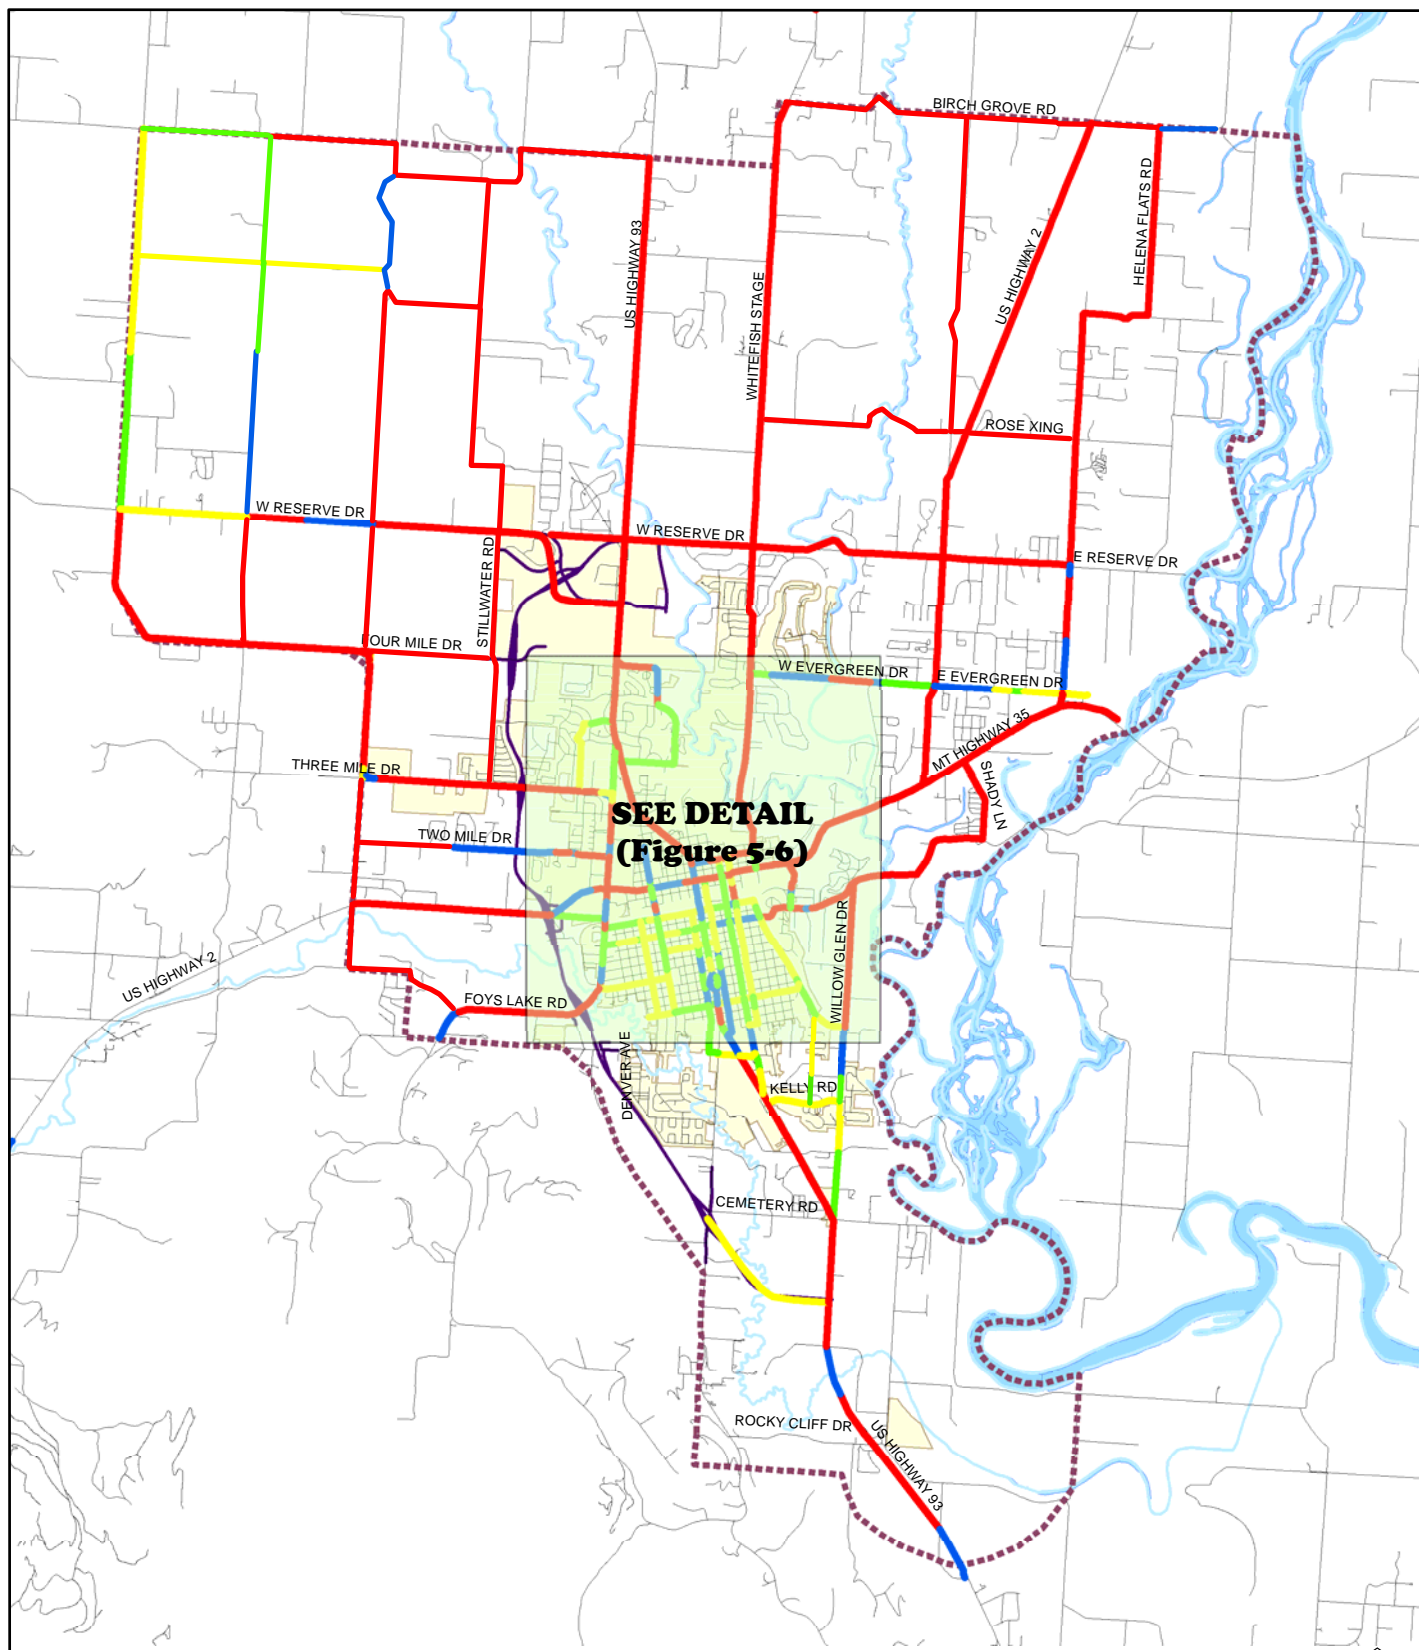 BIRCH GROVE RD
HELENA FLATS RD
US HIGHWAY 93
US HIGHWAY 2
WHITEFISH STAGE
ROSE XING
W RESERVE DR
W RESERVE DR
E RESERVE DR
STILLWATER RD
FOUR MILE DR
W EVERGREEN DR
E EVERGREEN DR
MT HIGHWAY 35
SHADY LN
THREE MILE DR
SEE DETAIL
(Figure 5-6)
TWO MILE DR
WILLOW GLEN DR
US HIGHWAY 2
FOYS LAKE RD
DENVER AVE
KELLY RD
CEMETERY RD
ROCKY CLIFF DR
US HIGHWAY 93